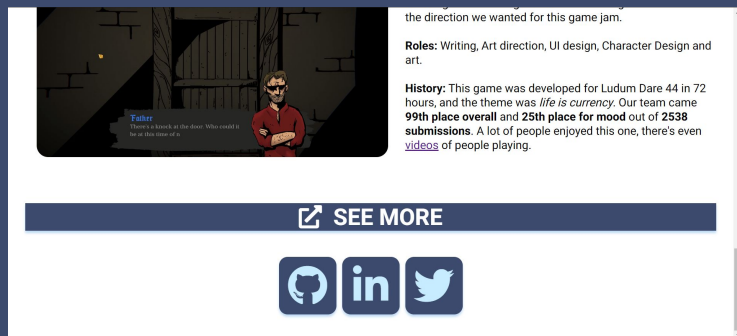 the direction we wanted for this game jam.
Roles: Writing, Art direction, UI design, Character Design and
art.
History: This game was developed for Ludum Dare 44 in 72
hours, and the theme was life is currency. Our team came
99th place overall and 25th place for mood out of 2538
submissions. A lot of people enjoyed this one, there's even
videos of people playing.
Father
There's a knock at the door. Who could it
be at this time of n
SEE MORE
in